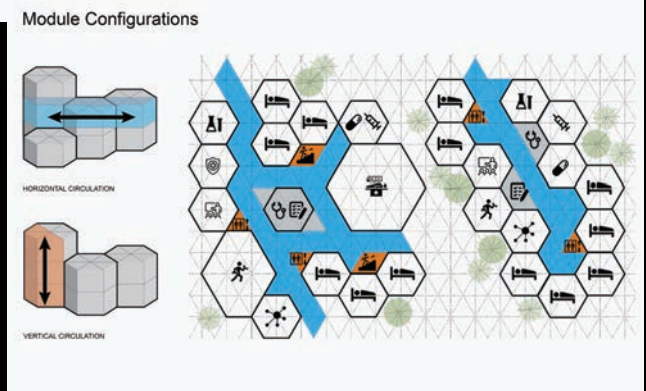 Module Configurations
HORIZONTAL CIRCULATION
VERTICAL CIRCULATION